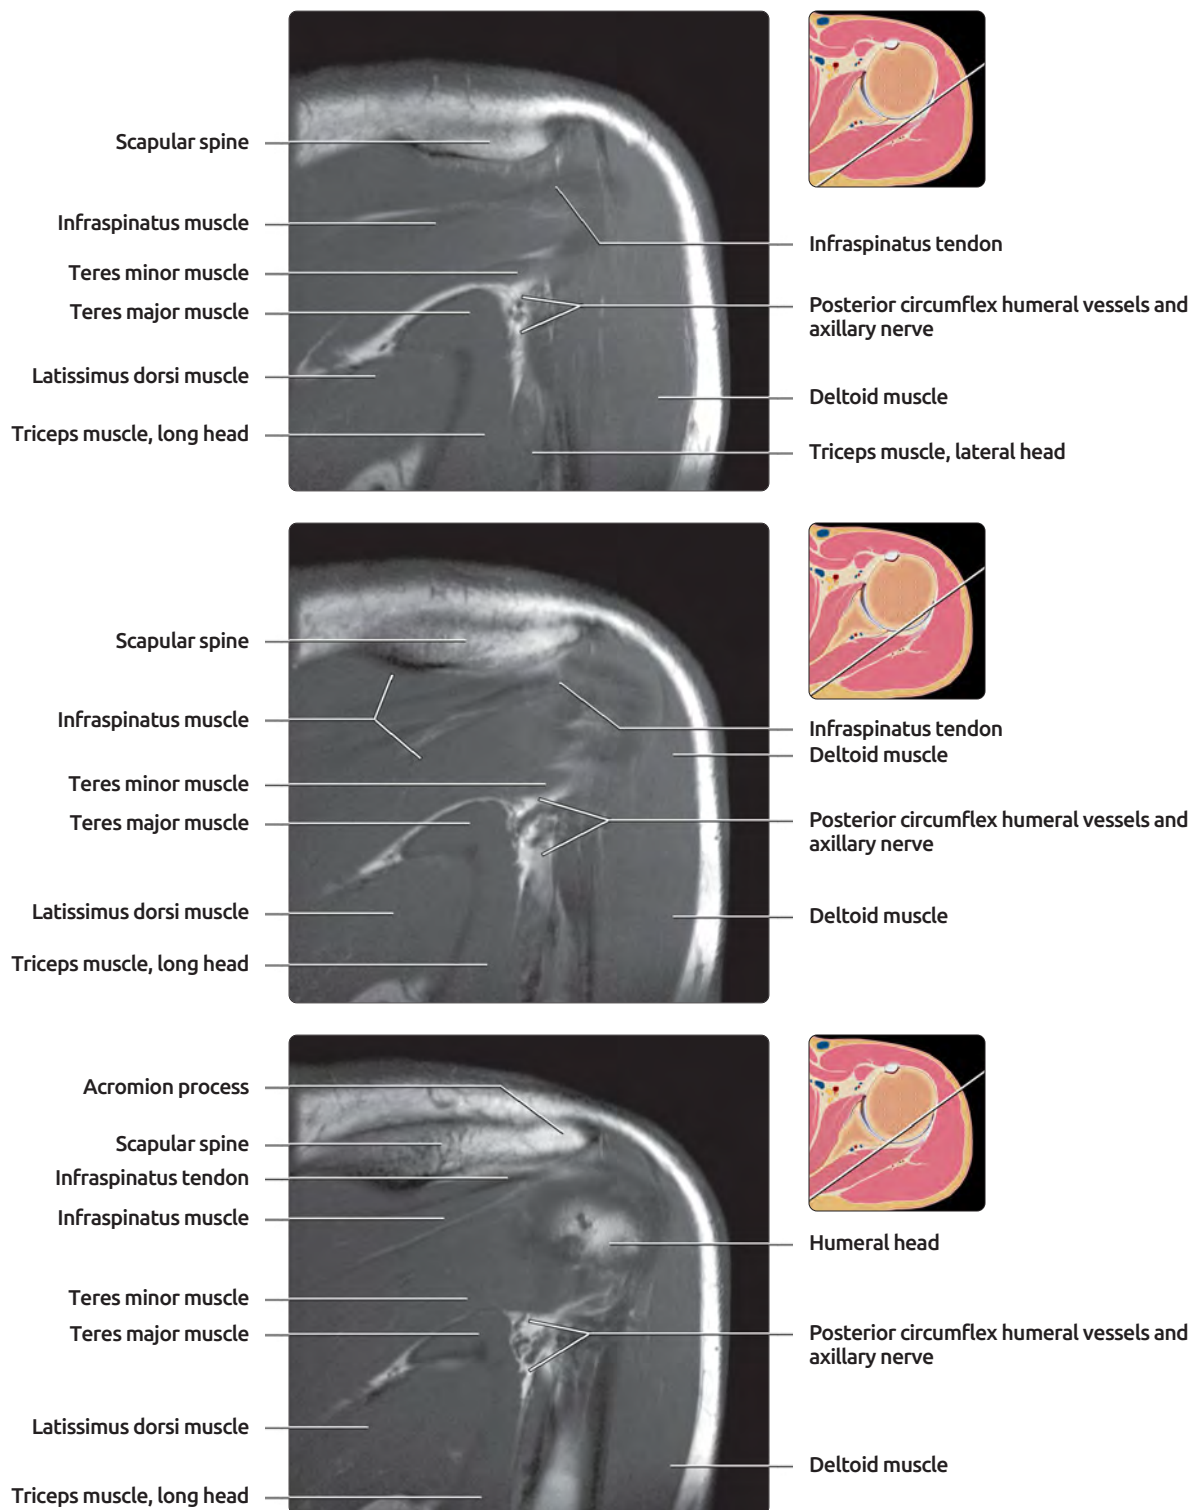 Scapular spine
Infraspinatus muscle
Teres minor muscle
Teres major muscle
Latissimus dorsi muscle
Triceps muscle, long head
Infraspinatus tendon
Posterior circumflex humeral vessels and
axillary nerve
Deltoid muscle
Triceps muscle, lateral head
Scapular spine
Infraspinatus muscle
Teres minor muscle
Teres major muscle
Latissimus dorsi muscle
Triceps muscle, long head
Infraspinatus tendon
Deltoid muscle
Posterior circumflex humeral vessels and
axillary nerve
Deltoid muscle
Acromion process
Scapular spine
Infraspinatus tendon
Infraspinatus muscle
Teres minor muscle
Teres major muscle
Latissimus dorsi muscle
Triceps muscle, long head
Humeral head
Posterior circumflex humeral vessels and
axillary nerve
Deltoid muscle